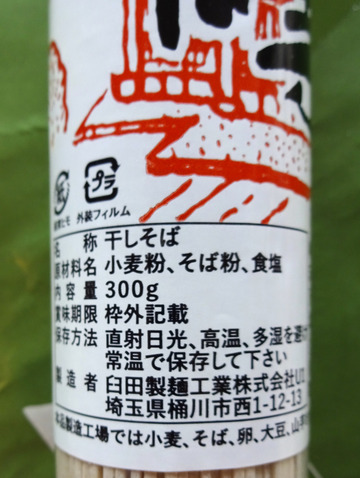 プラ
外装フィルム
名 称 干しそば
原材料名 小麦粉、そば粉、食塩
内容量 300g
賞味期限 枠外記載
保存方法 直射日光、高温、多湿を避け
常温で保存して下さい
製造者 臼田製麺工業株式会社U1
埼玉県桶川市西1-12-13
本品製造工場では小麦、そば、卵、大豆、山芋